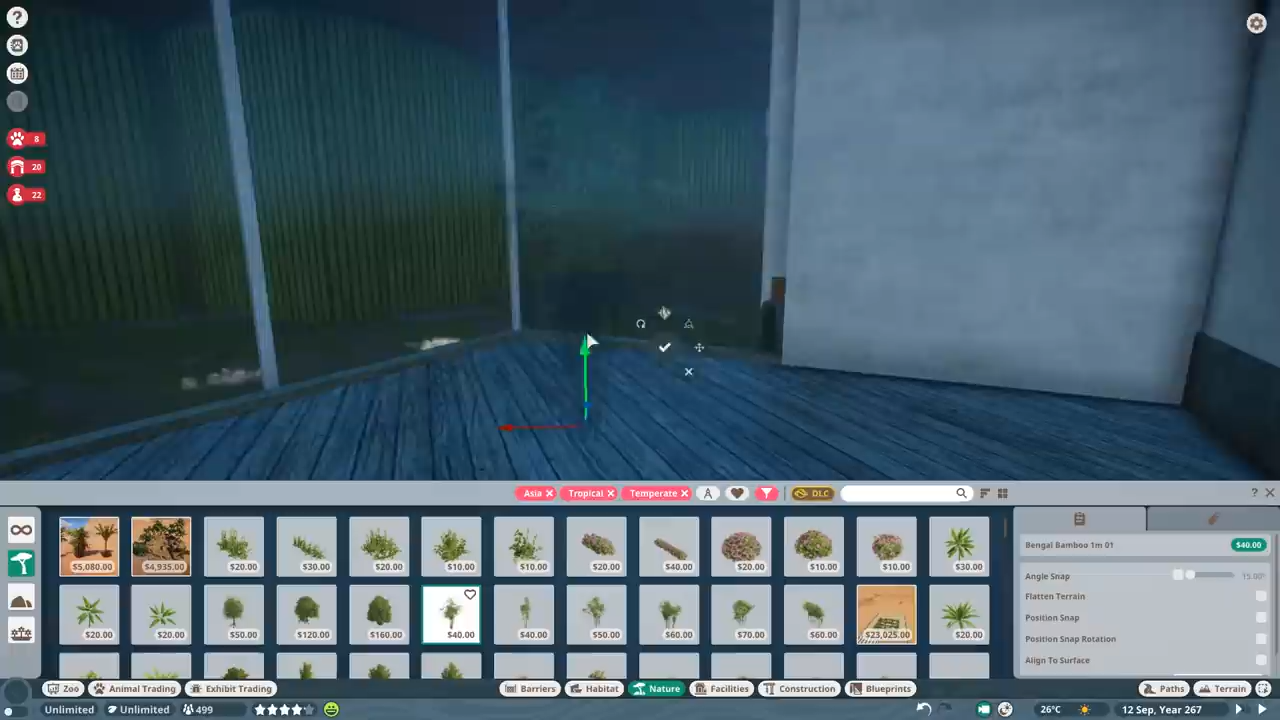 ?
8
20
22
Asia ×
Tropical ×
Temperate ×
DLC
? ×
$5,080.00
$4,935.00
$20.00
$30.00
$20.00
$10.00
$10.00
$20.00
$40.00
$20.00
$10.00
$10.00
$30.00
$20.00
$20.00
$50.00
$120.00
$160.00
$40.00
$40.00
$50.00
$60.00
$70.00
$60.00
$23,025.00
$20.00
Bengal Bamboo 1m 01 $40.00
Angle Snap 15.00°
Flatten Terrain
Position Snap
Position Snap Rotation
Align To Surface
Zoo
Animal Trading
Exhibit Trading
Barriers
Habitat
Nature
Facilities
Construction
Blueprints
Paths
Terrain
Unlimited
Unlimited
499
26°C
12 Sep, Year 267